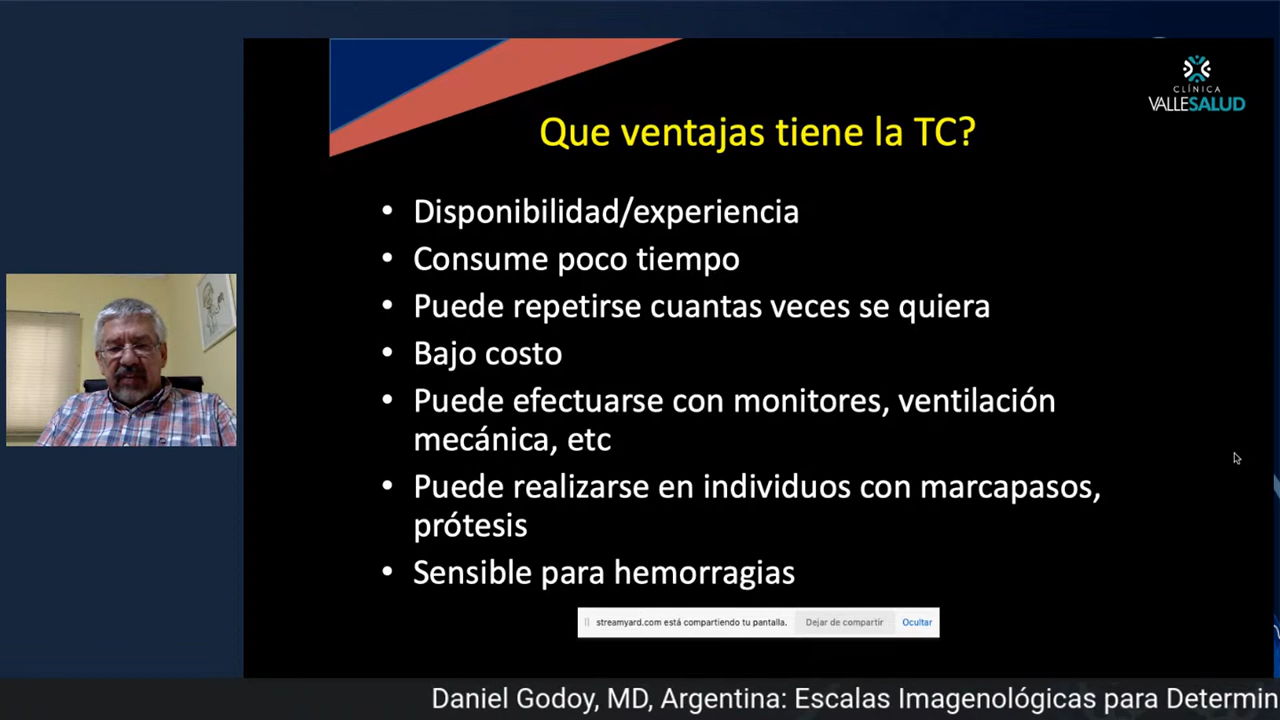 CLÍNICA
VALLESALUD
Que ventajas tiene la TC?
• Disponibilidad/experiencia
• Consume poco tiempo
• Puede repetirse cuantas veces se quiera
• Bajo costo
• Puede efectuarse con monitores, ventilación
mecánica, etc
• Puede realizarse en individuos con marcapasos,
prótesis
• Sensible para hemorragias
streamyard.com está compartiendo tu pantalla. Dejar de compartir Ocultar
Daniel Godoy, MD, Argentina: Escalas Imagenológicas para Determin